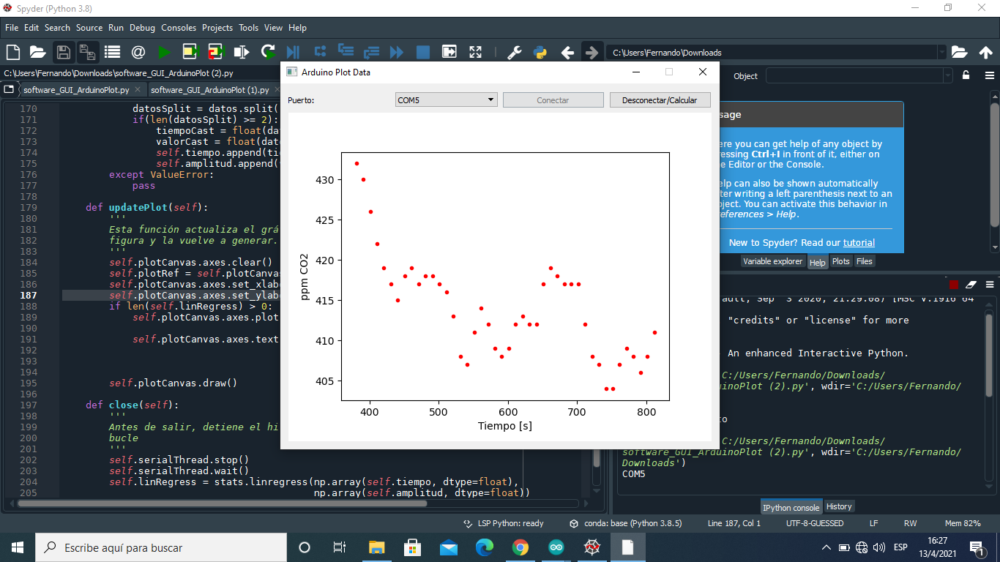 Spyder (Python 3.8)
File Edit Search Source Run Debug Consoles Projects Tools View Help
C:\Users\Fernando\Downloads
C:\Users\Fernando\Downloads\software_GUI_ArduinoPlot (2).py
software_GUI_ArduinoPlot.py
software_GUI_ArduinoPlot (1).py
170 datosSplit = datos.split(
171 if(len(datosSplit) >= 2):
172 tiempoCast = float(da
173 valorCast = float(dat
174 self.tiempo.append(ti
175 self.amplitud.append(
176 except ValueError:
177 pass
178
179 def updatePlot(self):
180 '''
181 Esta función actualiza el grá
182 figura y la vuelve a generar.
183 '''
184 self.plotCanvas.axes.clear()
185 self.plotRef = self.plotCanva
186 self.plotCanvas.axes.set_xlabe
187 self.plotCanvas.axes.set_ylabe
188 if len(self.linRegress) > 0:
189 self.plotCanvas.axes.plot
190
191 self.plotCanvas.axes.text
192
193
194
195 self.plotCanvas.draw()
196
197 def close(self):
198 '''
199 Antes de salir, detiene el hi
200 bucle
201 '''
202 self.serialThread.stop()
203 self.serialThread.wait()
204 self.linRegress = stats.linregress(np.array(self.tiempo, dtype=float),
205 np.array(self.amplitud, dtype=float))
Arduino Plot Data
Puerto:
COM5
Conectar
Desconectar/Calcular
430
425
420
415
410
405
ppm CO2
400 500 600 700 800
Tiempo [s]
Object
sage
ere you can get help of any object by
essing Ctrl+I in front of it, either on
e Editor or the Console.
elp can also be shown automatically
ter writing a left parenthesis next to an
ject. You can activate this behavior in
eferences > Help.
New to Spyder? Read our tutorial
Variable explorer Help Plots Files
ault, Sep 3 2020, 21:29:08) [MSC v.1916 64
"credits" or "license" for more
An enhanced Interactive Python.
C:/Users/Fernando/Downloads/
uinoPlot (2).py', wdir='C:/Users/Fernando/
to
C:/Users/Fernando/Downloads/
software_GUI_ArduinoPlot (2).py', wdir='C:/Users/Fernando/
Downloads')
COM5
IPython console History
LSP Python: ready conda: base (Python 3.8.5) Line 187, Col 1 UTF-8-GUESSED LF RW Mem 82%
Escribe aquí para buscar
ESP
16:27
13/4/2021
1